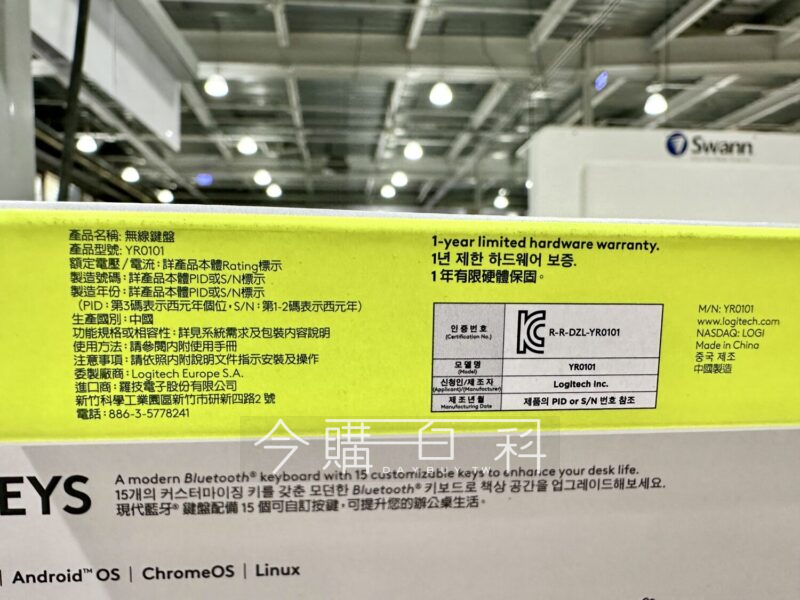 Swann
產品名稱: 無線鍵盤
產品型號: YR0101
額定電壓 / 電流: 詳產品本體Rating標示
製造號碼: 詳產品本體PID或S/N標示
製造年份: 詳產品本體PID或S/N標示
(PID : 第3碼表示西元年個位，S/N : 第1-2碼表示西元年)
生產國別: 中國
功能規格或相容性: 詳見系統需求及包裝內容說明
使用方法: 請參閱內附使用手冊
注意事項: 請依照內附說明文件指示安裝及操作
委製廠商: Logitech Europe S.A.
進口商: 羅技電子股份有限公司
新竹科學工業園區新竹市研新四路2號
電話: 886-3-5778241
1-year limited hardware warranty.
1년 제한 하드웨어 보증.
1 年有限硬體保固。
인증번호
(Certification No.)
R-R-DZL-YR0101
모델명
(Model)
YR0101
신청인/제조자
(Applicant)/(Manufacturer)
Logitech Inc.
제조년월
Manufacturing Date
제품의 PID or S/N 번호 참조
M/N: YR0101
www.logitech.com
NASDAQ: LOGI
Made in China
중국 제조
中國製造
今購百科
DAYBUY.TW
EYS
A modern Bluetooth® keyboard with 15 customizable keys to enhance your desk life.
15개의 커스터마이징 키를 갖춘 모던한 Bluetooth® 키보드로 책상 공간을 업그레이드해보세요.
現代藍牙® 鍵盤配備 15 個可自訂按鍵，可提升您的辦公桌生活。
| Android™ OS | ChromeOS | Linux